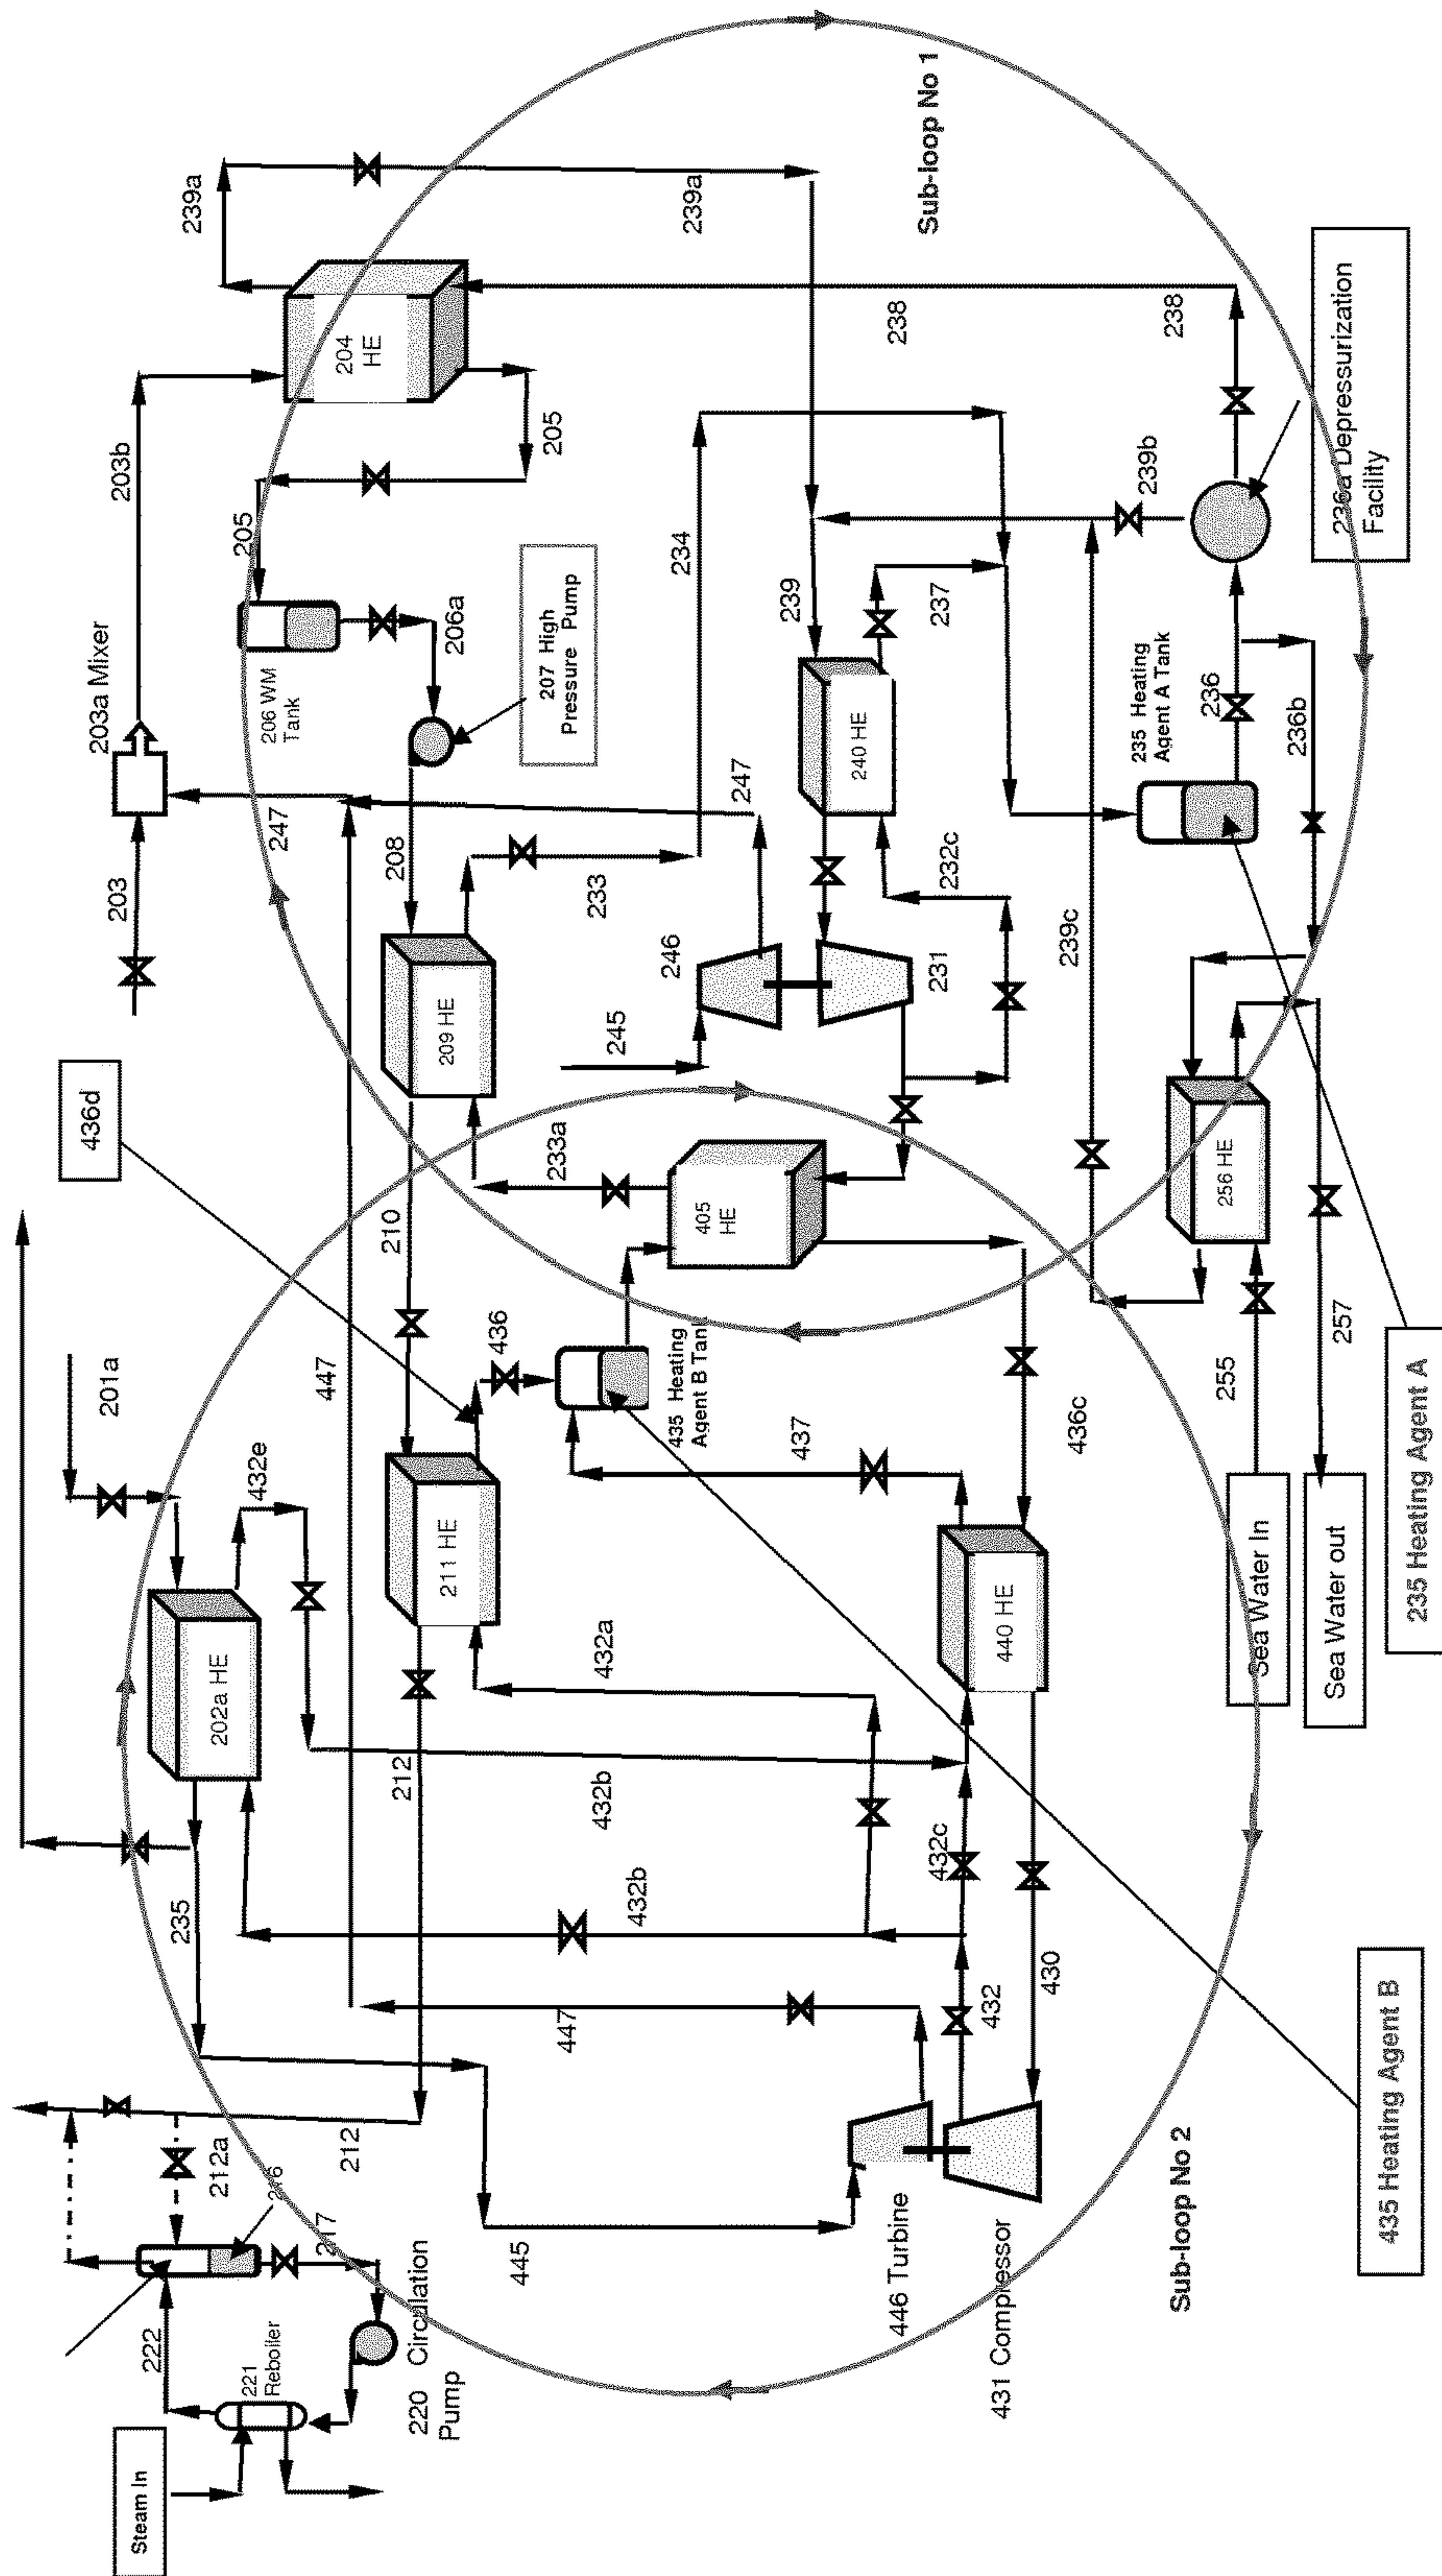 Steam In
222
221
Reboiler
212a
216
217
220 Circulation
Pump
212
235
202a HE
201a
432e
436d
203
203a Mixer
203b
239a
247
206 WM
Tank
205
204
HE
447
212
211 HE
210
209 HE
208
206a
207 High
Pressure Pump
205
445
447
432b
432b
432a
436
435 Heating
Agent B Tank
405
HE
233a
233
245
246
247
234
239a
446 Turbine
431 Compressor
432
430
432c
440 HE
437
436c
231
232c
240 HE
239
237
238
Sub-loop No 1
Sub-loop No 2
239c
235 Heating
Agent A Tank
236
239b
238
256 HE
255
257
236b
Sea Water In
Sea Water out
236a Depressurization
Facility
435 Heating Agent B
235 Heating Agent A